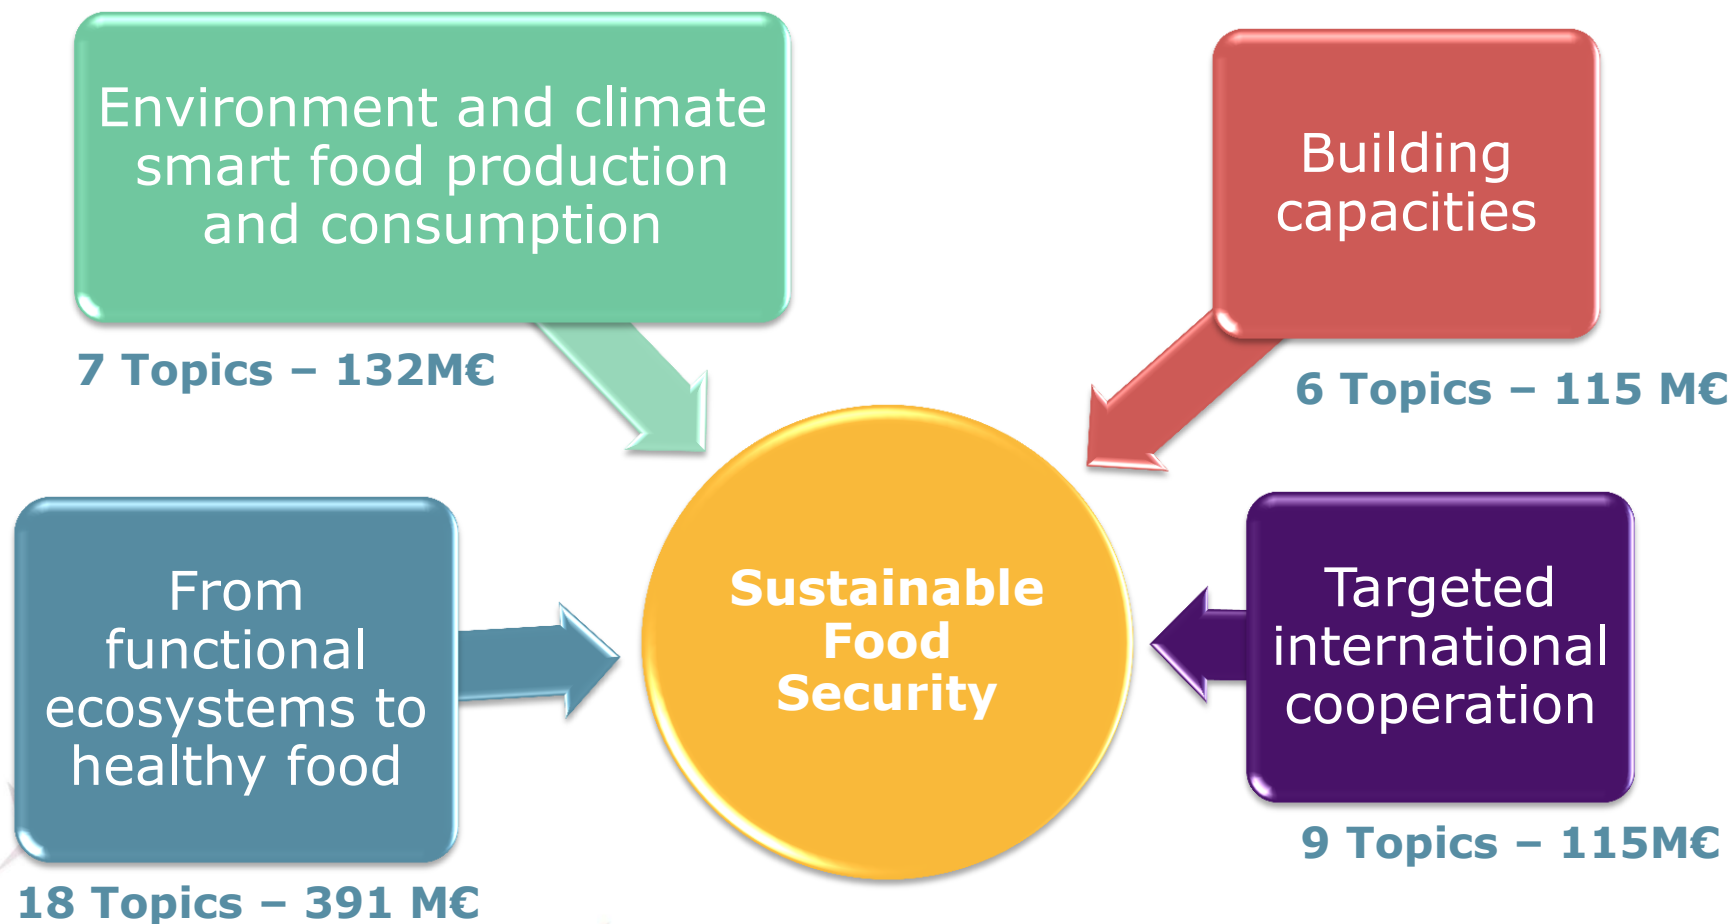 Environment and climate
smart food production
and consumption
7 Topics – 132M€
Building
capacities
6 Topics – 115 M€
From
functional
ecosystems to
healthy food
18 Topics – 391 M€
Sustainable
Food
Security
Targeted
international
cooperation
9 Topics – 115M€